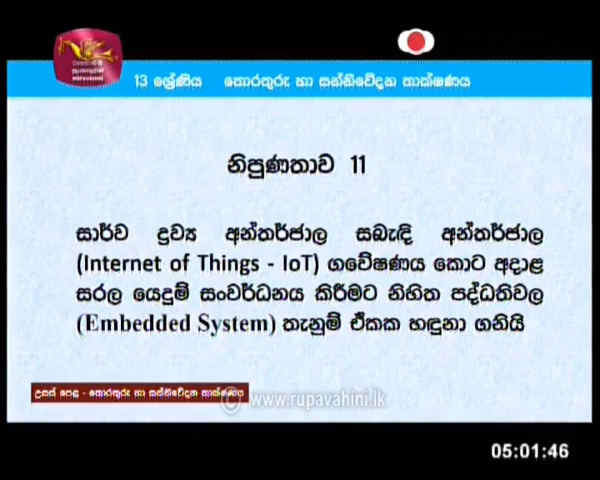 13 ශ්‍රේණිය තොරතුරු හා සන්නිවේදන තාක්ෂණය
නිපුණතාව 11
සාර්ව ද්‍රව්‍ය අන්තර්ජාල සබැඳි අන්තර්ජාල
(Internet of Things - IoT) ගවේෂණය කොට අදාළ
සරල යෙදුම් සංවර්ධනය කිරීමට නිහිත පද්ධතිවල
(Embedded System) තැනුම් ඒකක හඳුනා ගනියි
උසස් පෙළ - තොරතුරු හා සන්නිවේදන තාක්ෂණය
© www.rupavahini.lk
05:01:46